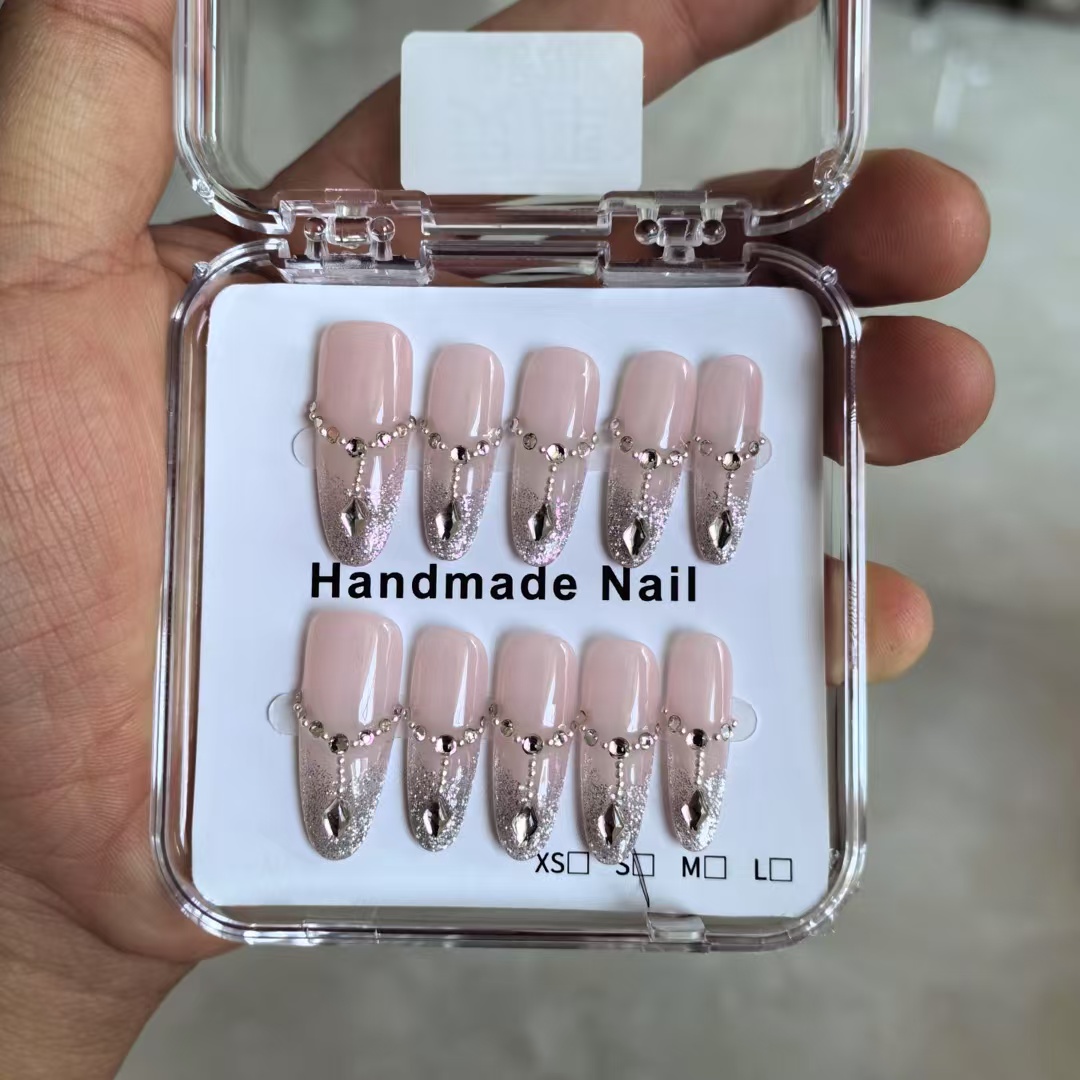 Handmade Nail
XS□ S□ M□ L□